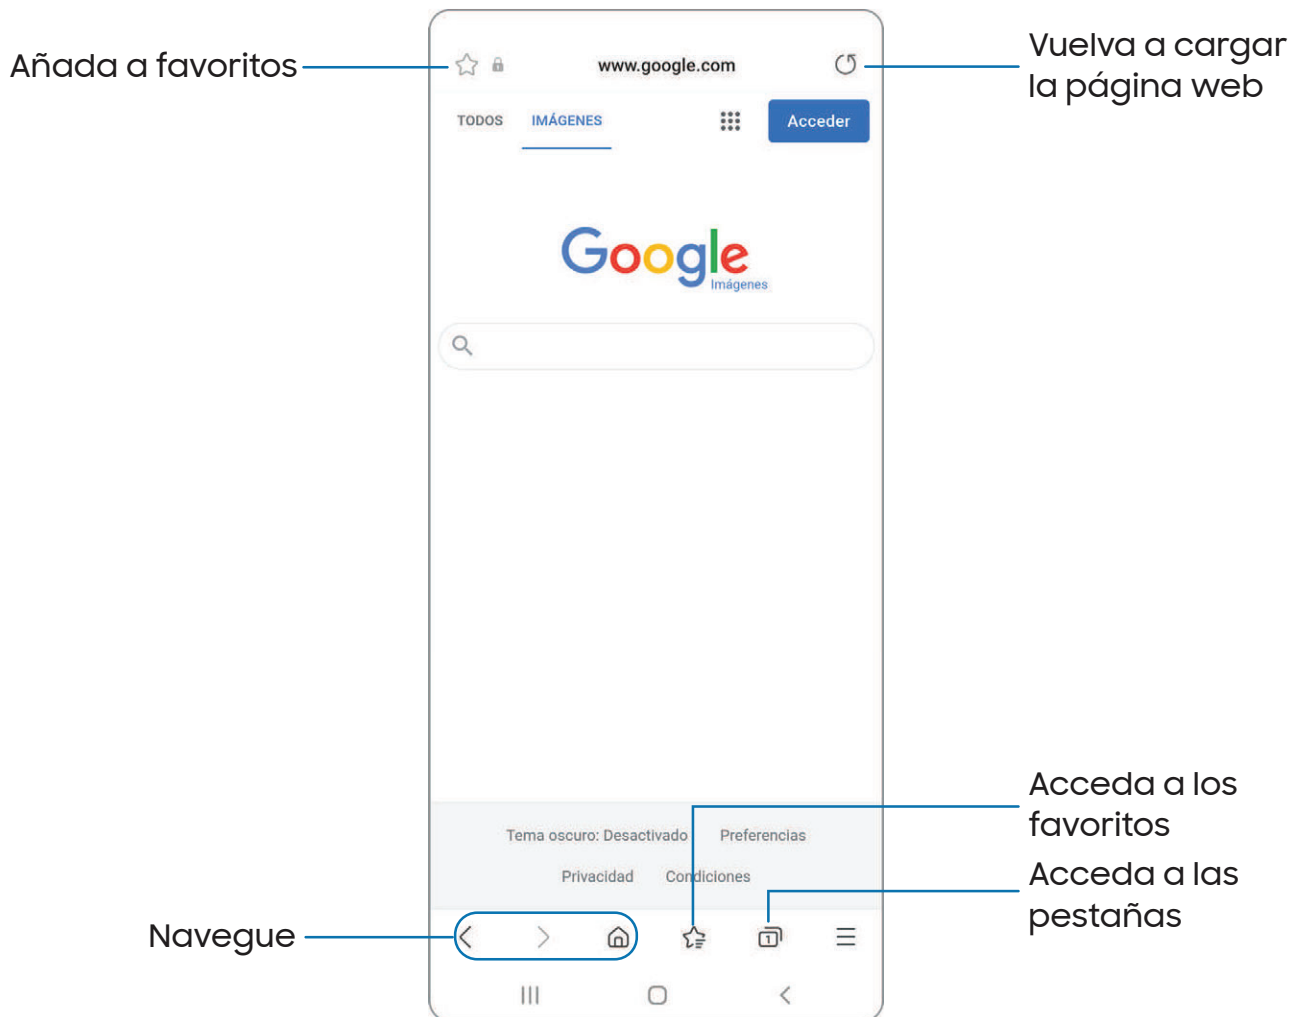 Añada a favoritos
www.google.com
Vuelva a cargar
la página web
TODOS IMÁGENES
Acceder
Google
Imágenes
Acceda a los
favoritos
Tema oscuro: Desactivado Preferencias
Privacidad Condiciones
Acceda a las
pestañas
Navegue
1